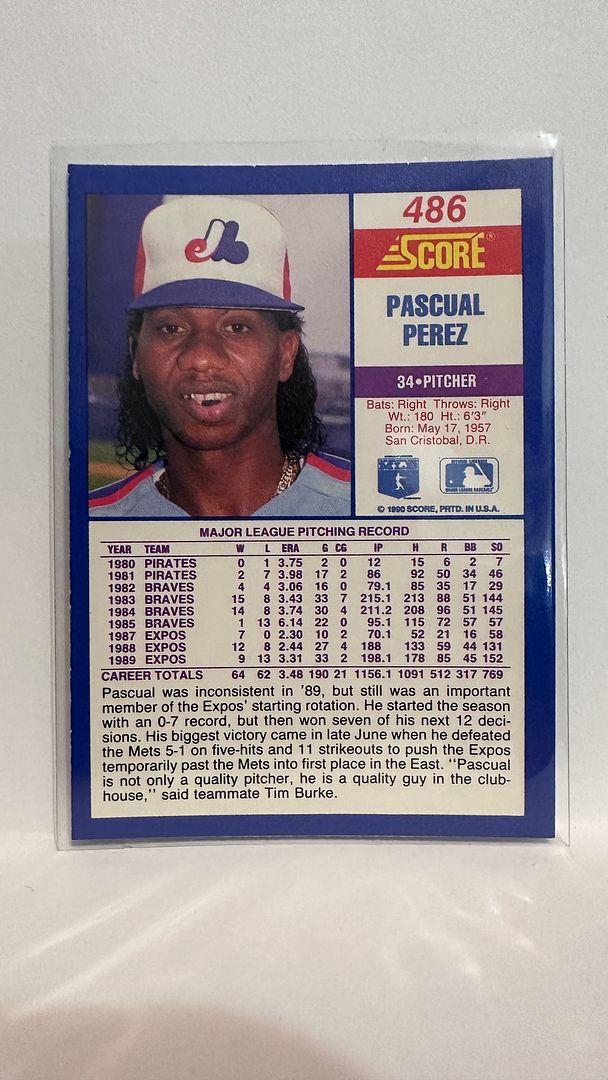 486
SCORE®
PASCUAL
PEREZ
34•PITCHER
Bats: Right Throws: Right
Wt.: 180 Ht.: 6'3"
Born: May 17, 1957
San Cristobal, D.R.
© 1990 SCORE, PRTD. IN U.S.A.
MAJOR LEAGUE PITCHING RECORD
YEAR TEAM W L ERA G CG IP H R BB SO
1980 PIRATES 0 1 3.75 2 0 12 15 6 2 7
1981 PIRATES 2 7 3.98 17 2 86 92 50 34 46
1982 BRAVES 4 4 3.06 16 0 79.1 85 35 17 29
1983 BRAVES 15 8 3.43 33 7 215.1 213 88 51 144
1984 BRAVES 14 8 3.74 30 4 211.2 208 96 51 145
1985 BRAVES 1 13 6.14 22 0 95.1 115 72 57 57
1987 EXPOS 7 0 2.30 10 2 70.1 52 21 16 58
1988 EXPOS 12 8 2.44 27 4 188 133 59 44 131
1989 EXPOS 9 13 3.31 33 2 198.1 178 85 45 152
CAREER TOTALS 64 62 3.48 190 21 1156.1 1091 512 317 769
Pascual was inconsistent in '89, but still was an important
member of the Expos' starting rotation. He started the season
with an 0-7 record, but then won seven of his next 12 deci-
sions. His biggest victory came in late June when he defeated
the Mets 5-1 on five-hits and 11 strikeouts to push the Expos
temporarily past the Mets into first place in the East. "Pascual
is not only a quality pitcher, he is a quality guy in the club-
house," said teammate Tim Burke.